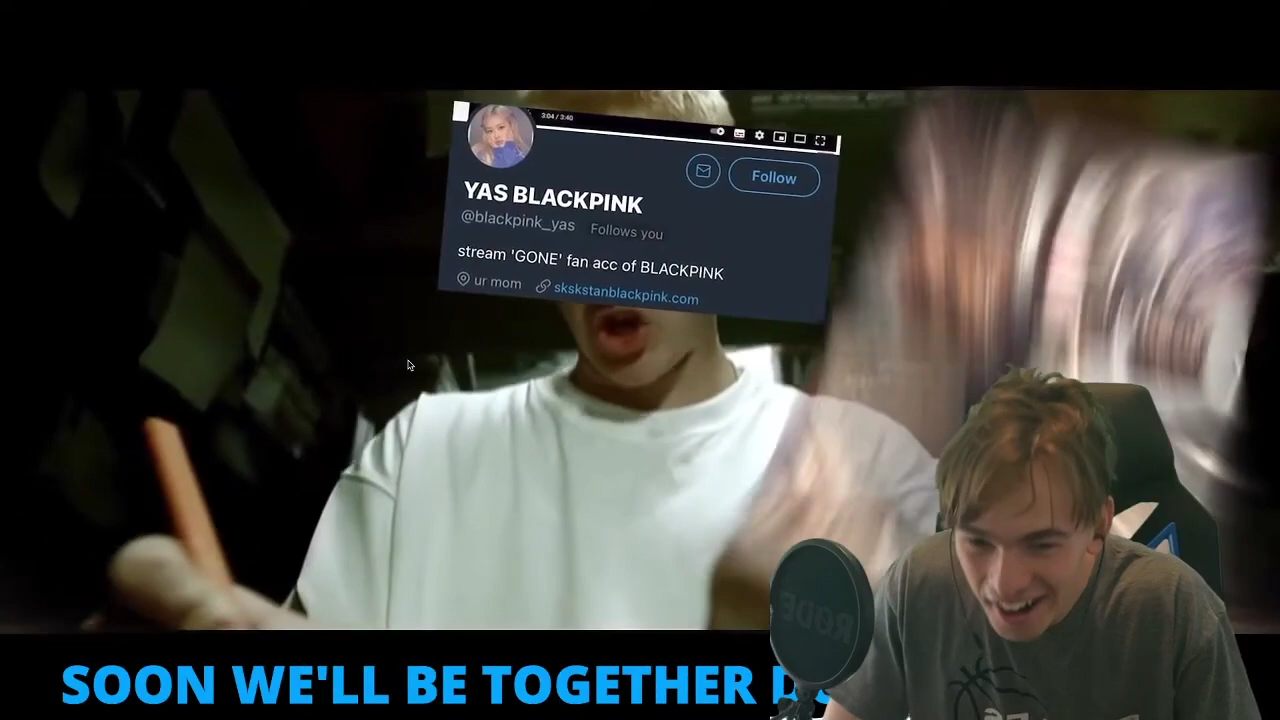 3:04 / 3:40
Follow
YAS BLACKPINK
@blackpink_yas Follows you
stream 'GONE' fan acc of BLACKPINK
ur mom skskstanblackpink.com
RØDE
SOON WE'LL BE TOGETHER